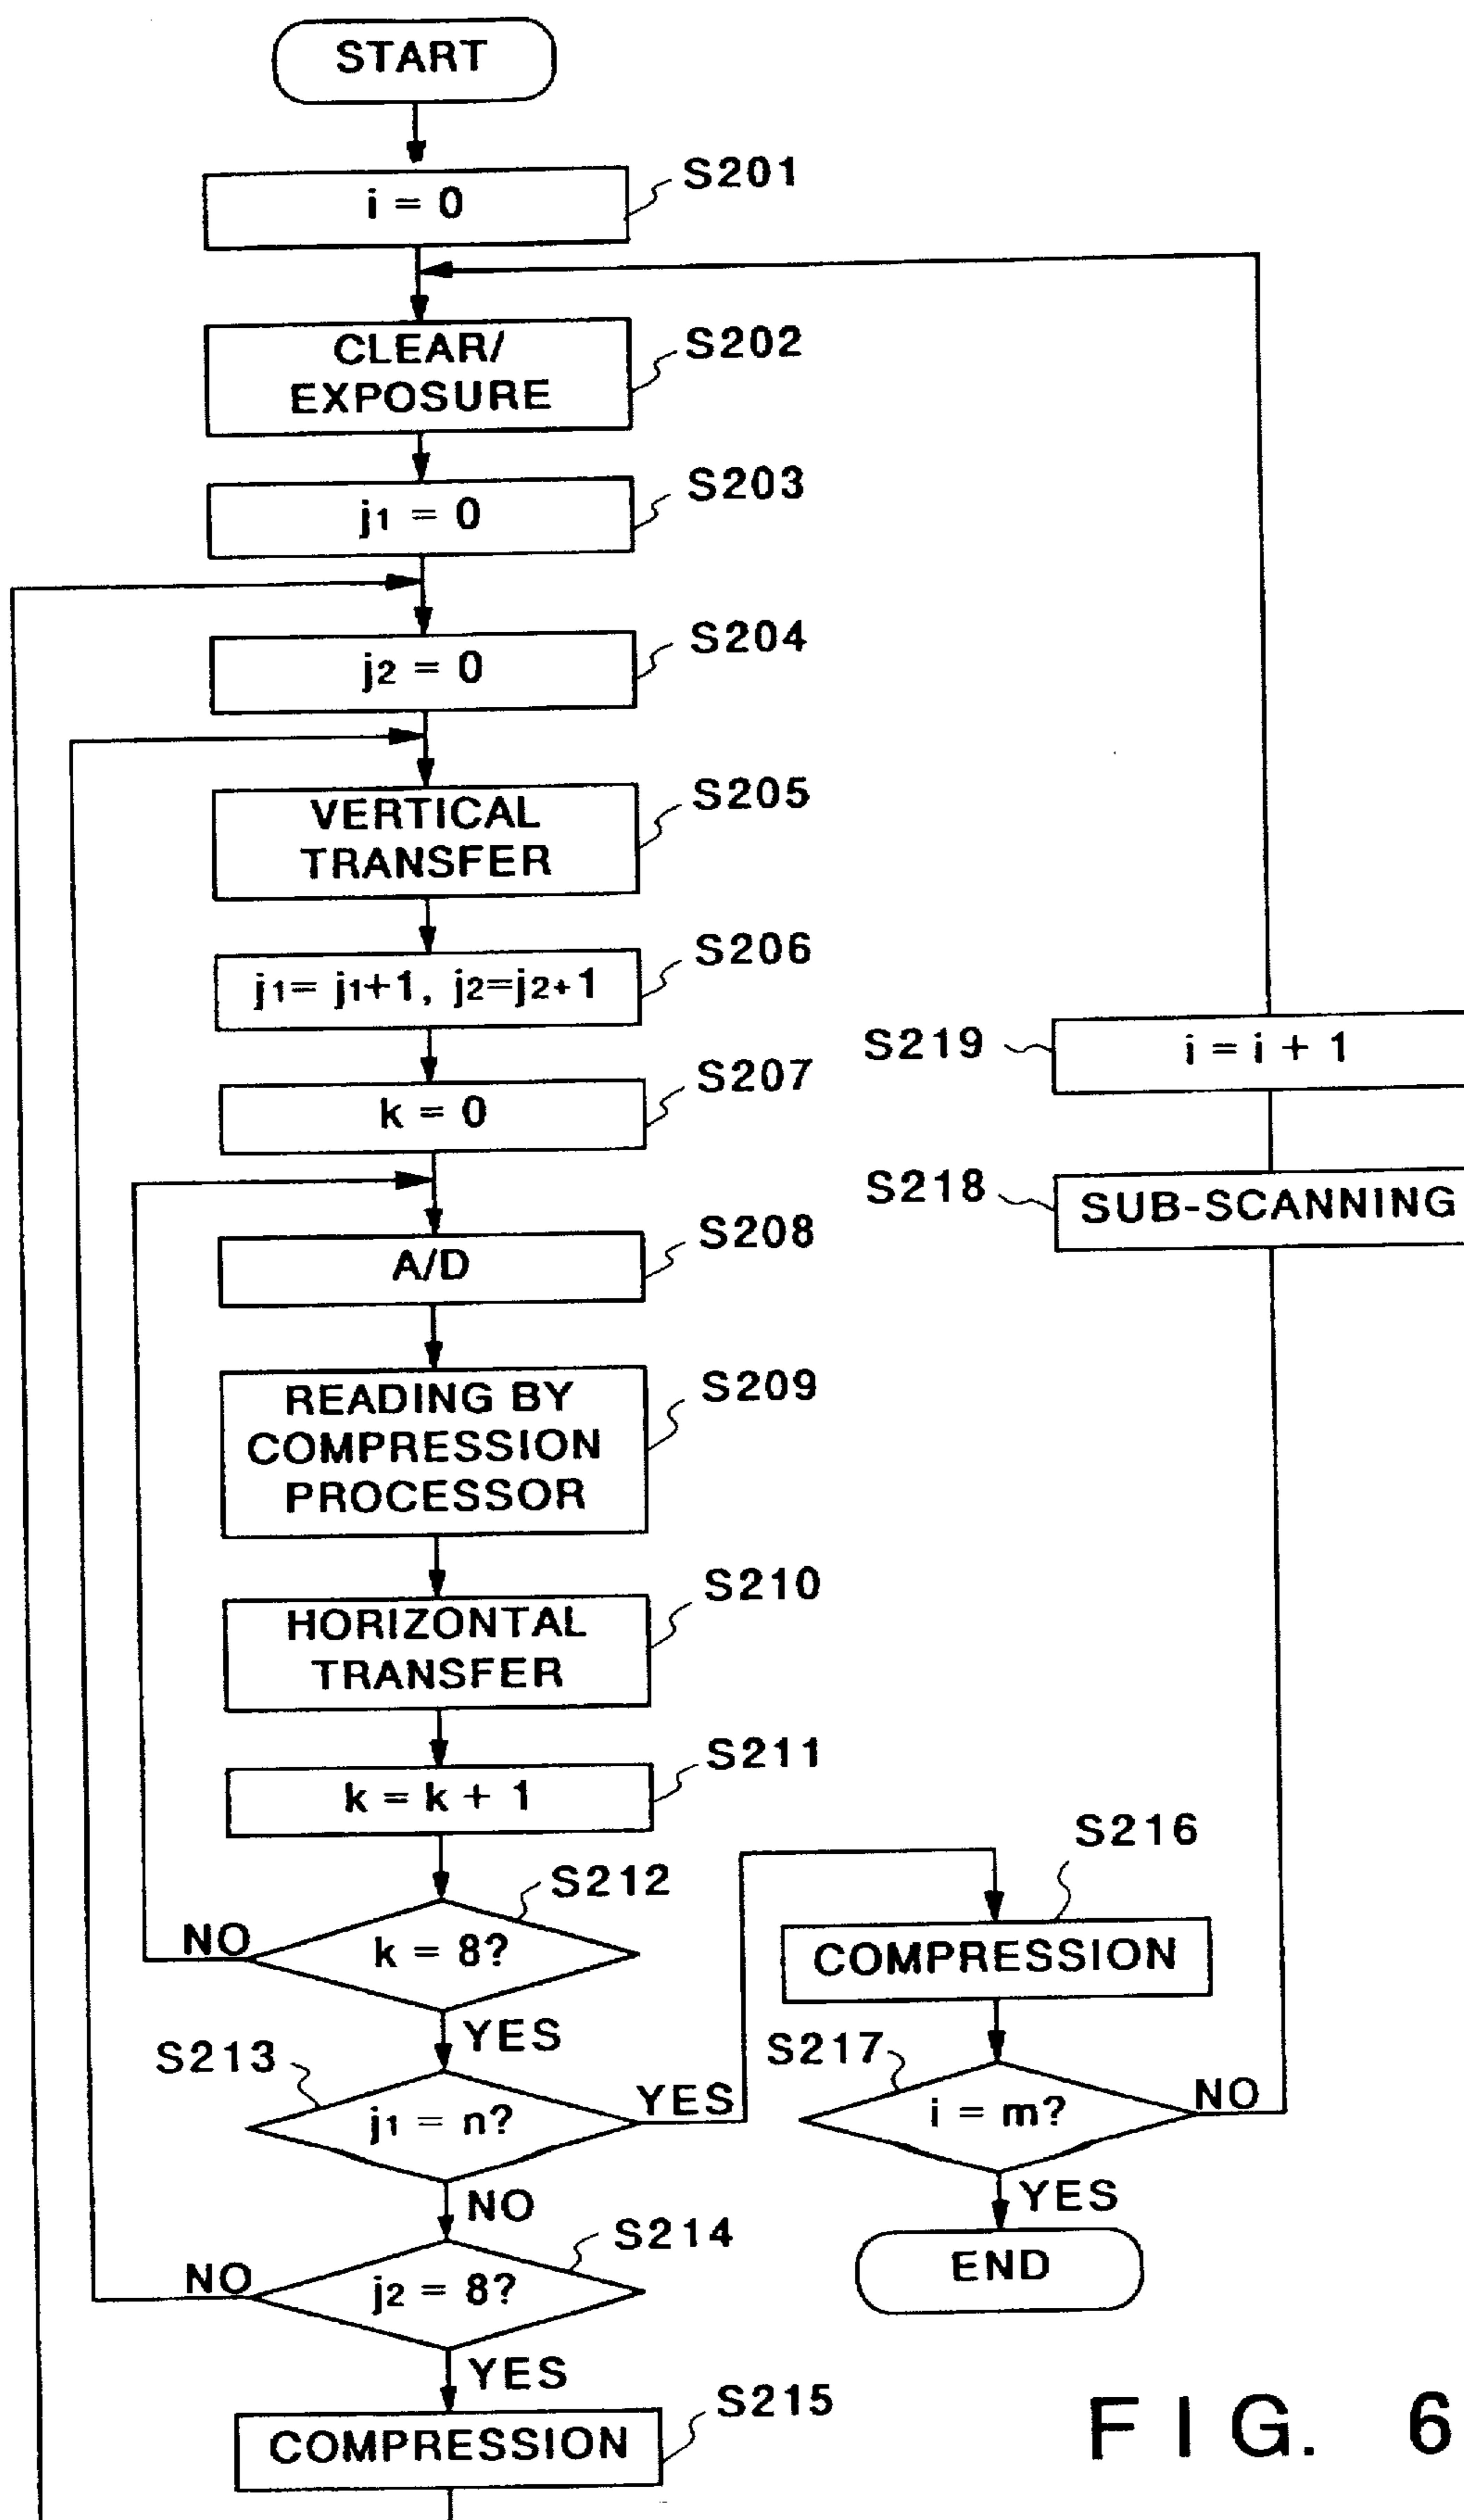 START
i = 0
S201
CLEAR/
EXPOSURE
S202
j1 = 0
S203
j2 = 0
S204
VERTICAL
TRANSFER
S205
j1= j1+1, j2=j2+1
S206
k = 0
S207
A/D
S208
READING BY
COMPRESSION
PROCESSOR
S209
HORIZONTAL
TRANSFER
S210
k = k + 1
S211
k = 8?
S212
NO
YES
S213
j1 = n?
YES
NO
S214
j2 = 8?
NO
YES
COMPRESSION
S215
S216
COMPRESSION
S217
i = m?
NO
YES
END
S218
SUB-SCANNING
S219
i = i + 1
FIG. 6